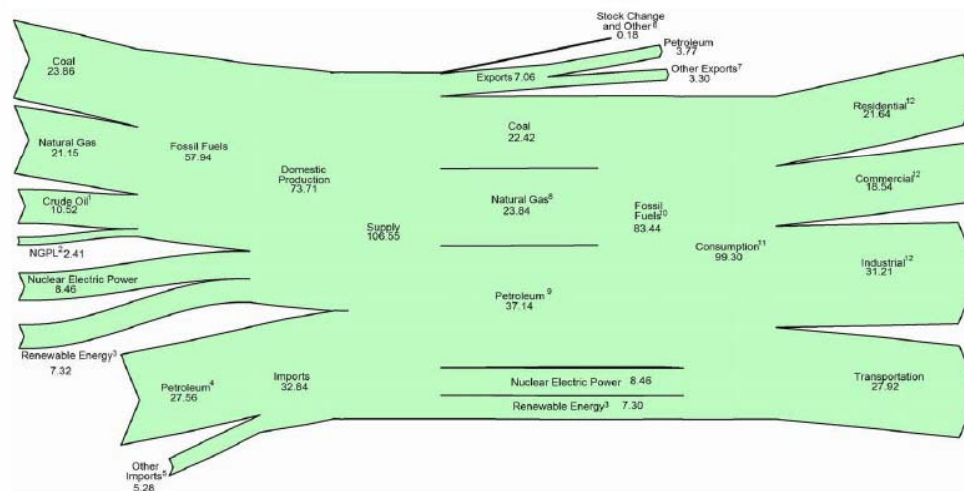 Coal
23.86
Natural Gas
21.15
Crude Oil¹
10.52
NGPL² 2.41
Nuclear Electric Power
8.46
Renewable Energy³
7.32
Fossil Fuels
57.94
Domestic
Production
73.71
Petroleum⁴
27.56
Imports
32.84
Other
Imports⁵
5.28
Supply
106.55
Stock Change
and Other⁶
0.18
Exports 7.06
Petroleum
3.77
Other Exports⁷
3.30
Coal
22.42
Natural Gas⁸
23.84
Petroleum⁹
37.14
Nuclear Electric Power 8.46
Renewable Energy³ 7.30
Fossil
Fuels¹⁰
83.44
Consumption¹¹
99.30
Residential¹²
21.64
Commercial¹²
18.54
Industrial¹²
31.21
Transportation
27.92